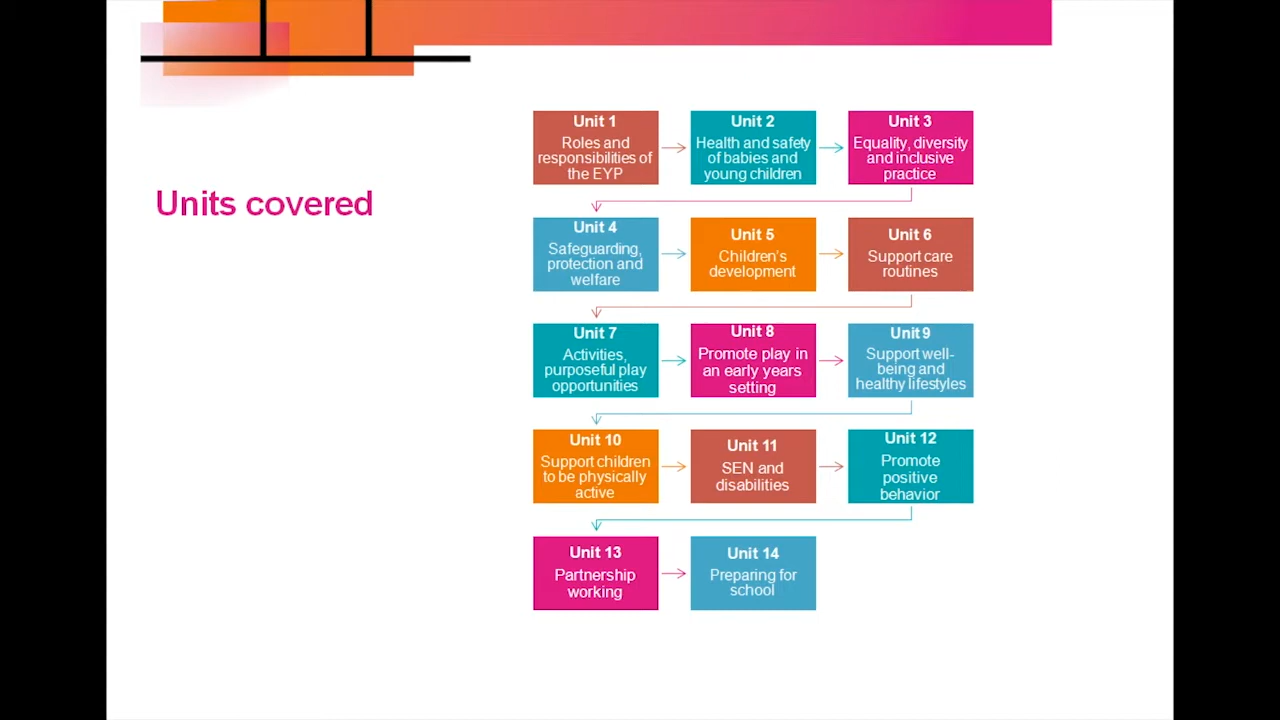 Units covered
Unit 1
Roles and
responsibilities of
the EYP
Unit 2
Health and safety
of babies and
young children
Unit 3
Equality, diversity
and inclusive
practice
Unit 4
Safeguarding,
protection and
welfare
Unit 5
Children's
development
Unit 6
Support care
routines
Unit 7
Activities,
purposeful play
opportunities
Unit 8
Promote play in
an early years
setting
Unit 9
Support well-
being and
healthy lifestyles
Unit 10
Support children
to be physically
active
Unit 11
SEN and
disabilities
Unit 12
Promote
positive
behavior
Unit 13
Partnership
working
Unit 14
Preparing for
school